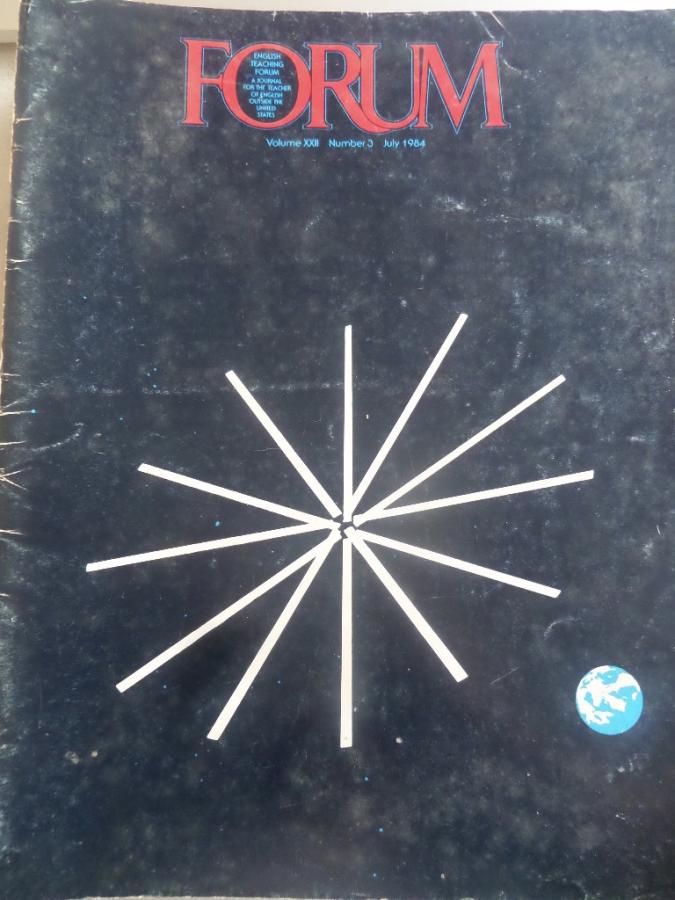 FORUM
ENGLISH
TEACHING
FORUM
A JOURNAL
FOR THE TEACHER
OF ENGLISH
OUTSIDE THE
UNITED
STATES
Volume XXII Number 3 July 1984